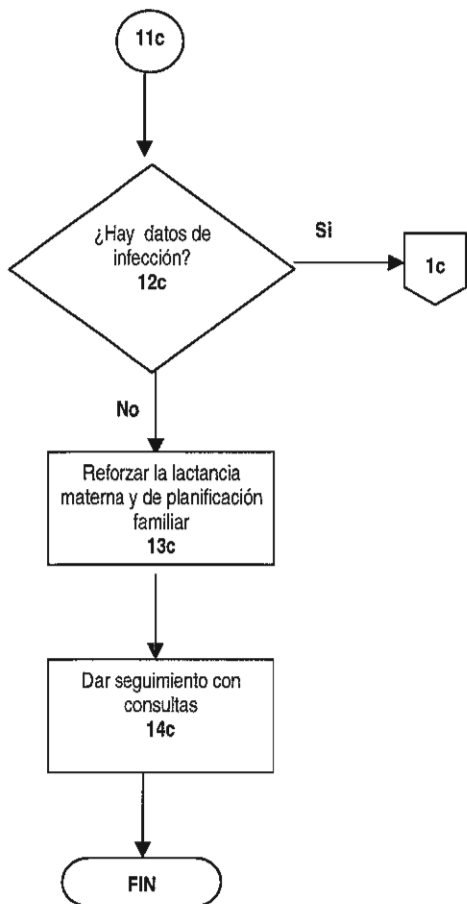 11c
¿Hay datos de
infección?
12c
Si
1c
No
Reforzar la lactancia
materna y de planificación
familiar
13c
Dar seguimiento con
consultas
14c
FIN